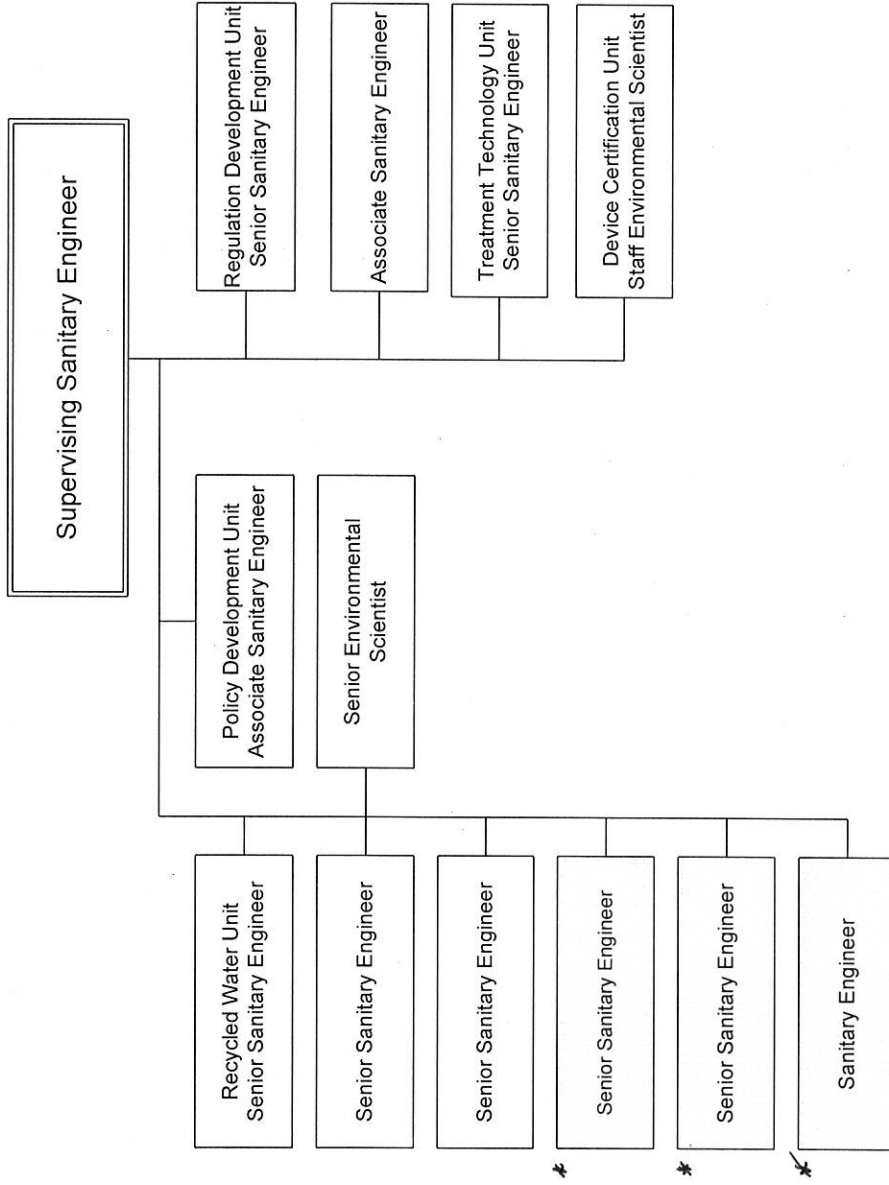 Supervising Sanitary Engineer
Recycled Water Unit
Senior Sanitary Engineer
Senior Sanitary Engineer
Senior Sanitary Engineer
*
Senior Sanitary Engineer
*
Senior Sanitary Engineer
*
Sanitary Engineer
Policy Development Unit
Associate Sanitary Engineer
Senior Environmental
Scientist
Regulation Development Unit
Senior Sanitary Engineer
Associate Sanitary Engineer
Treatment Technology Unit
Senior Sanitary Engineer
Device Certification Unit
Staff Environmental Scientist